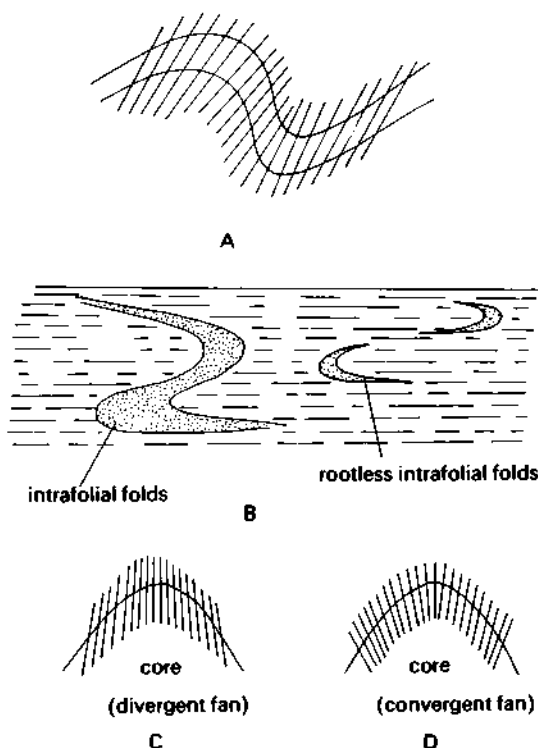 A
intrafolial folds
rootless intrafolial folds
B
core
core
(divergent fan)
(convergent fan)
C
D